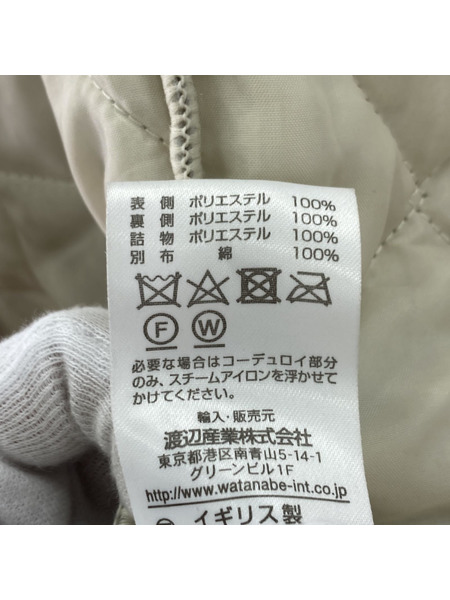 表側 ポリエステル 100%
裏側 ポリエステル 100%
詰物 ポリエステル 100%
別布 綿 100%
F W
必要な場合はコーデュロイ部分
のみ、スチームアイロンを浮かせて
かけてください。
輸入・販売元
渡辺産業株式会社
東京都港区南青山5-14-1
グリーンビル1F
http://www.watanabe-int.co.jp
イギリス製